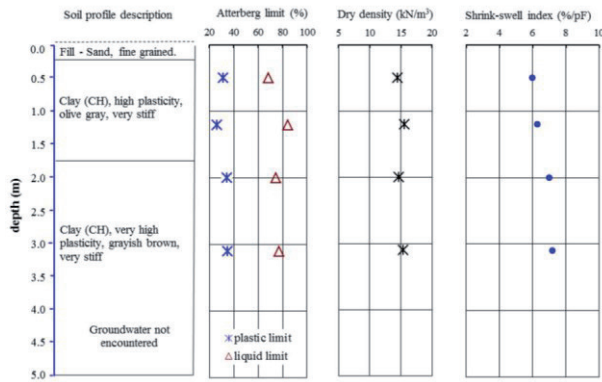 Soil profile description
Atterberg limit (%)
Dry density (kN/m³)
Shrink-swell index (%/pF)
20 40 60 80 100
10 15 20
2 4 6 8 10
depth (m)
0.0
0.5
1.0
1.5
2.0
2.5
3.0
3.5
4.0
4.5
5.0
Fill - Sand, fine grained.
Clay (CH), high plasticity,
olive gray, very stiff
Clay (CH), very high
plasticity, grayish brown,
very stiff
Groundwater not
encountered
plastic limit
liquid limit